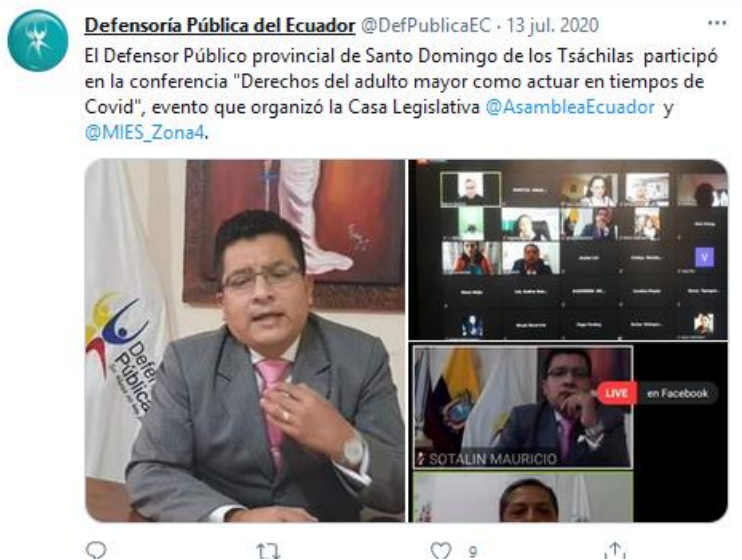 Defensoría Pública del Ecuador @DefPublicaEC · 13 jul. 2020
El Defensor Público provincial de Santo Domingo de los Tsáchilas participó
en la conferencia "Derechos del adulto mayor como actuar en tiempos de
Covid", evento que organizó la Casa Legislativa @AsambleaEcuador y
@MIES_Zona4.
Defen
Pública
V
LIVE en Facebook
SOTALIN MAURICIO
9